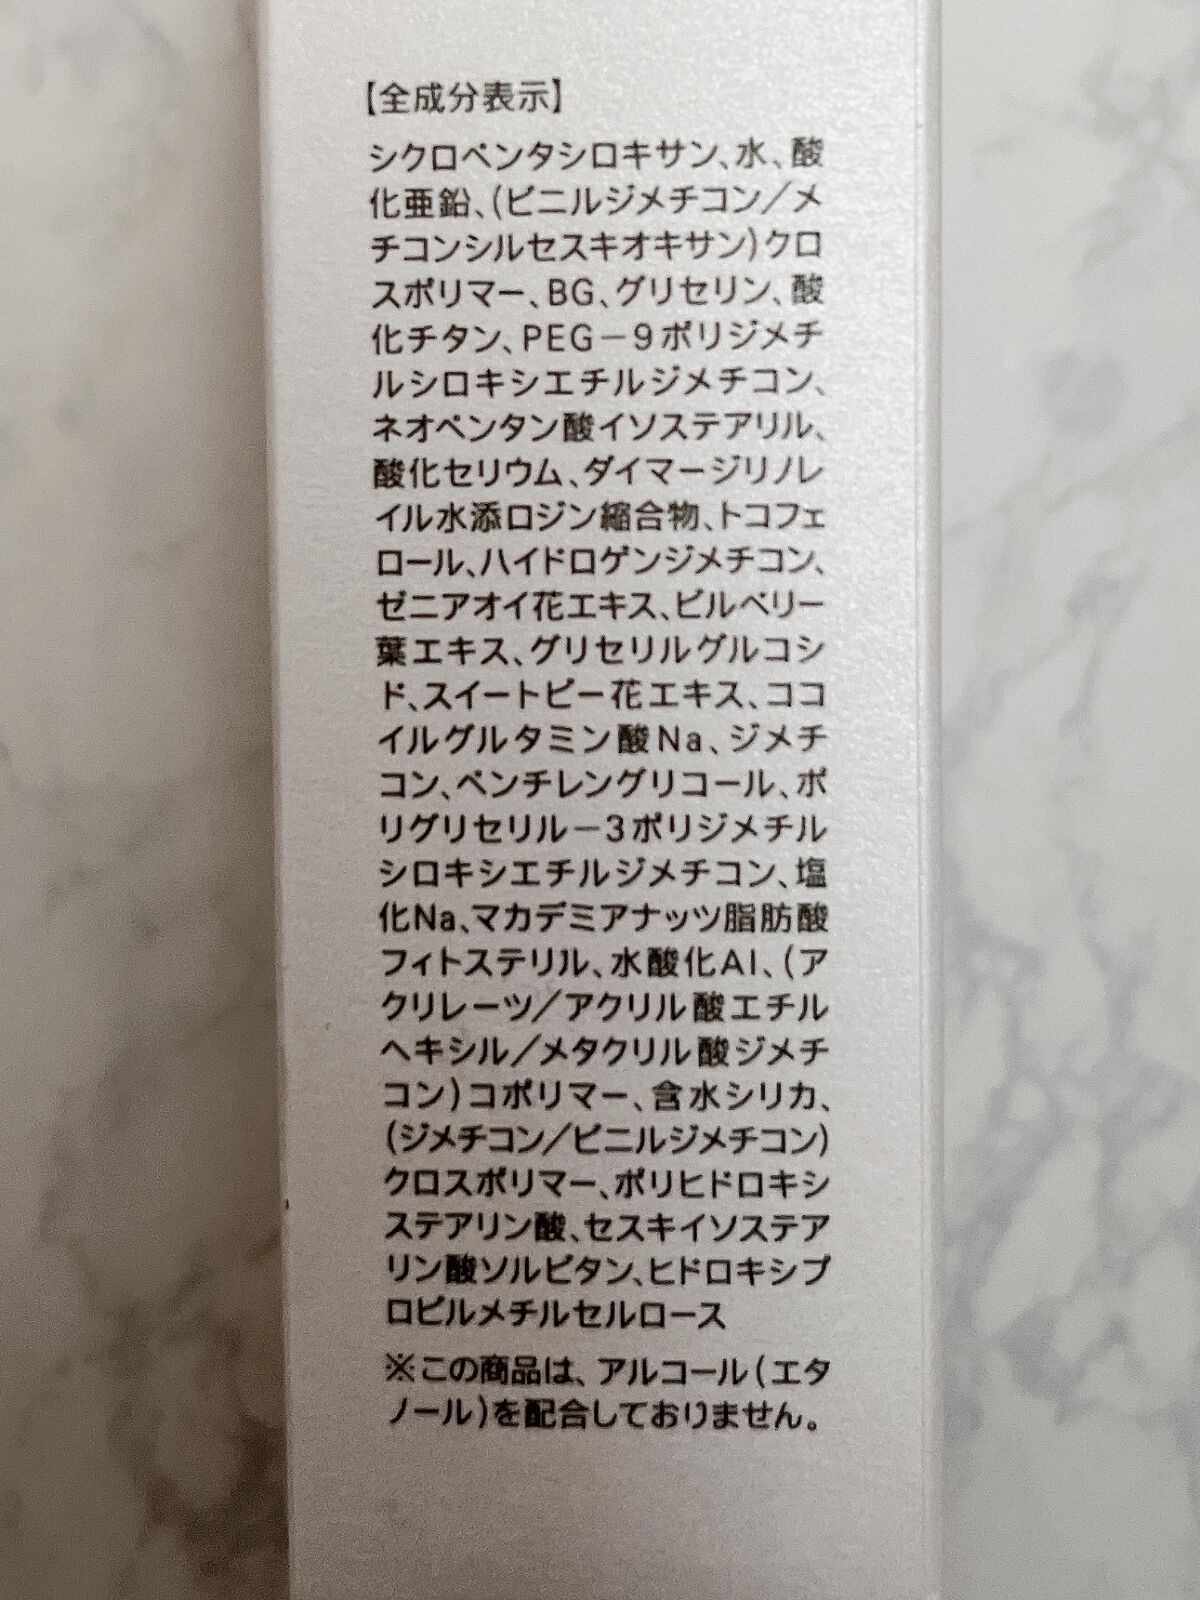 【全成分表示】
シクロペンタシロキサン、水、酸
化亜鉛、(ビニルジメチコン／メ
チコンシルセスキオキサン)クロ
スポリマー、BG、グリセリン、酸
化チタン、PEG－9ポリジメチ
ルシロキシエチルジメチコン、
ネオペンタン酸イソステアリル、
酸化セリウム、ダイマージリノレ
イル水添ロジン縮合物、トコフェ
ロール、ハイドロゲンジメチコン、
ゼニアオイ花エキス、ビルベリー
葉エキス、グリセリルグルコシ
ド、スイートピー花エキス、ココ
イルグルタミン酸Na、ジメチ
コン、ペンチレングリコール、ポ
リグリセリル－3ポリジメチル
シロキシエチルジメチコン、塩
化Na、マカデミアナッツ脂肪酸
フィトステリル、水酸化Al、(ア
クリレーツ／アクリル酸エチル
ヘキシル／メタクリル酸ジメチ
コン)コポリマー、含水シリカ、
(ジメチコン／ビニルジメチコン)
クロスポリマー、ポリヒドロキシ
ステアリン酸、セスキイソステア
リン酸ソルビタン、ヒドロキシプ
ロピルメチルセルロース
※この商品は、アルコール(エタ
ノール)を配合しておりません。